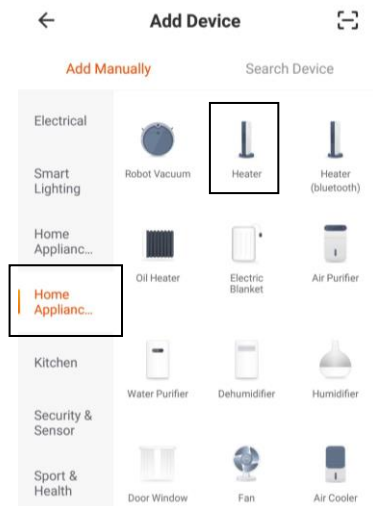 Add Device
Add Manually
Search Device
Electrical
Smart
Lighting
Home
Applianc...
Home
Applianc...
Kitchen
Security &
Sensor
Sport &
Health
Robot Vacuum
Heater
Heater
(bluetooth)
Oil Heater
Electric
Blanket
Air Purifier
Water Purifier
Dehumidifier
Humidifier
Door Window
Fan
Air Cooler